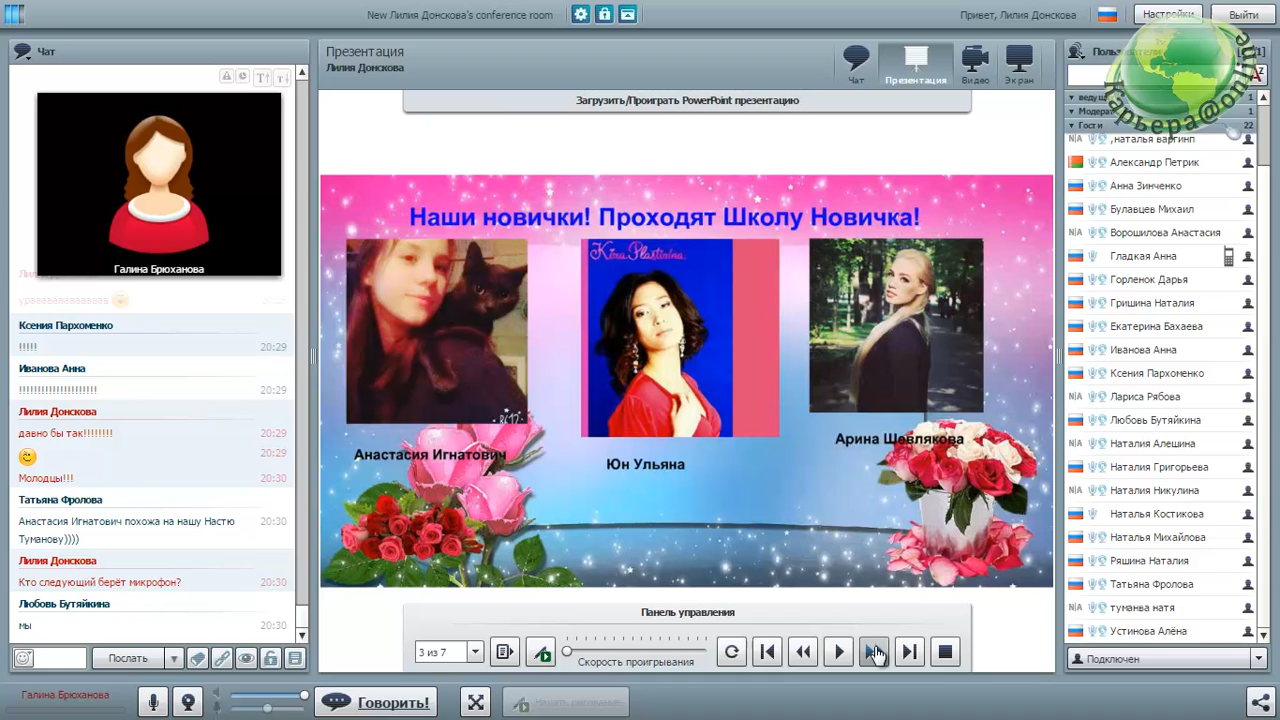 New Лилия Донскова's conference room
Привет, Лилия Донскова
Настройки
Выйти
Чат
Галина Брюханова
Ксения Пархоменко
!!!!!
20:29
Иванова Анна
!!!!!!!!!!!!!!!!!!!!!
20:29
Лилия Донскова
давно бы так!!!!!!!!
20:29
20:29
Молодцы!!!
20:30
Татьяна Фролова
Анастасия Игнатович похожа на нашу Настю
20:30
Туманову))))
Лилия Донскова
Кто следующий берёт микрофон?
20:30
Любовь Бутяйкина
мы
20:30
Послать
Презентация
Лилия Донскова
Чат
Презентация
Видео
Экран
Загрузить/Проиграть PowerPoint презентацию
Наши новички! Проходят Школу Новичка!
Kira Plastinina
Анастасия Игнатович
Юн Ульяна
Арина Шевлякова
Панель управления
3 из 7
Скорость проигрывания
Карьера@online
Гости
22
,наталья варгинп
Александр Петрик
Анна Зинченко
Булавцев Михаил
Ворошилова Анастасия
Гладкая Анна
Горленок Дарья
Гришина Наталия
Екатерина Бахаева
Иванова Анна
Ксения Пархоменко
Лариса Рябова
Любовь Бутяйкина
Наталия Алешина
Наталия Григорьева
N|A Наталия Никулина
Наталья Костикова
Наталья Михайлова
Ряшина Наталия
Татьяна Фролова
N|A туманва натя
Устинова Алёна
Подключен
Галина Брюханова
Говорить!